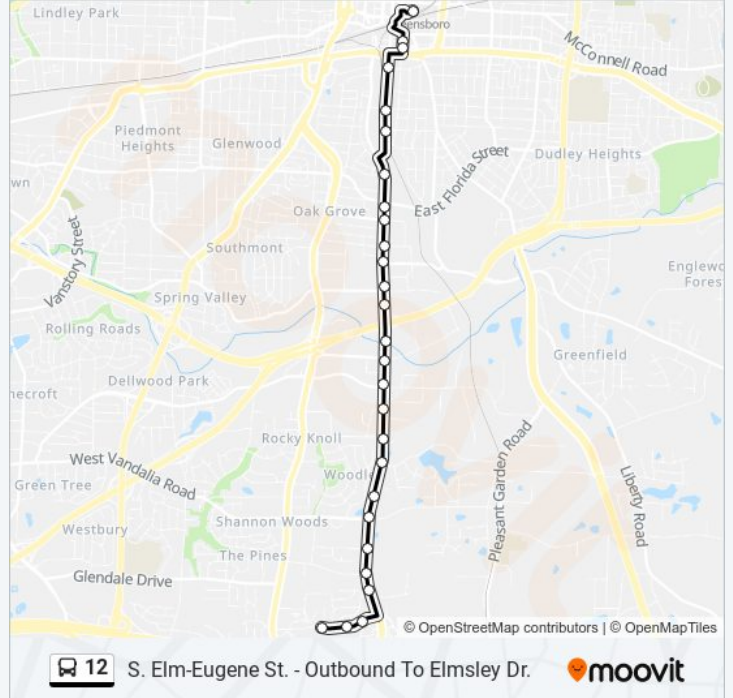 Lindley Park
ensboro
McConnell Road
Piedmont
Heights
Glenwood
Dudley Heights
East Florida Street
wn
Oak Grove
Vanstory Street
Southmont
Englewo
Fores
Spring Valley
Rolling Roads
Greenfield
Dellwood Park
necroft
Rocky Knoll
West Vandalia Road
Woodle
Pleasant Garden Road
Liberty Road
Green Tree
Shannon Woods
Westbury
The Pines
Glendale Drive
© OpenStreetMap contributors | © OpenMapTiles
12 S. Elm-Eugene St. - Outbound To Elmsley Dr. moovit